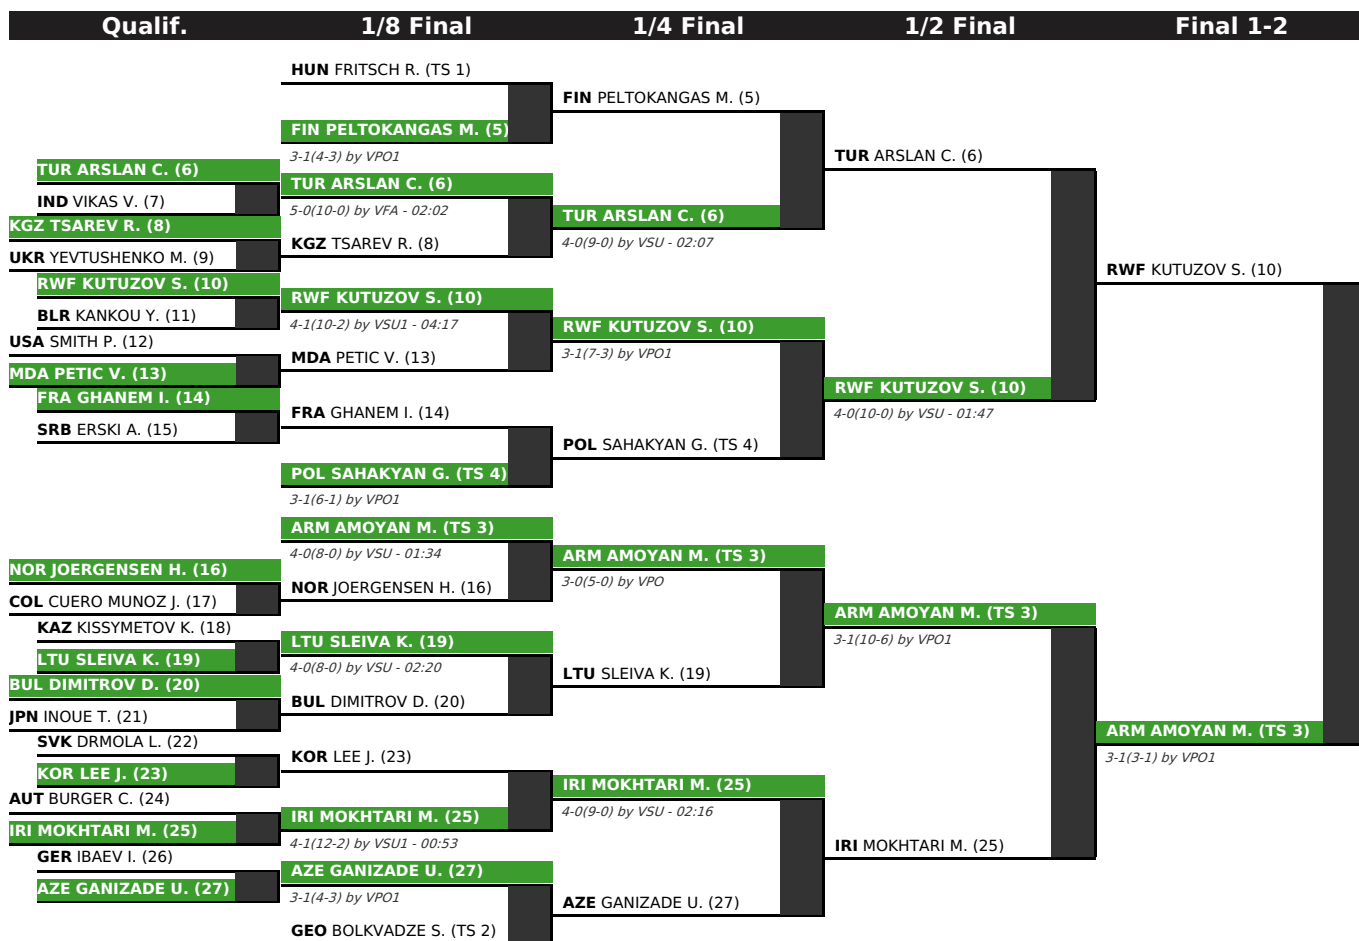 Qualif.
1/8 Final
1/4 Final
1/2 Final
Final 1-2
TUR ARSLAN C. (6)
IND VIKAS V. (7)
KGZ TSAREV R. (8)
UKR YEVTUSHENKO M. (9)
RWF KUTUZOV S. (10)
BLR KANKOU Y. (11)
USA SMITH P. (12)
MDA PETIC V. (13)
FRA GHANEM I. (14)
SRB ERSKI A. (15)
NOR JOERGENSEN H. (16)
COL CUERO MUNOZ J. (17)
KAZ KISSYMETOV K. (18)
LTU SLEIVA K. (19)
BUL DIMITROV D. (20)
JPN INOUE T. (21)
SVK DRMOLA L. (22)
KOR LEE J. (23)
AUT BURGER C. (24)
IRI MOKHTARI M. (25)
GER IBAEV I. (26)
AZE GANIZADE U. (27)
HUN FRITSCH R. (TS 1)
FIN PELTOKANGAS M. (5)
3-1(4-3) by VPO1
TUR ARSLAN C. (6)
5-0(10-0) by VFA - 02:02
KGZ TSAREV R. (8)
RWF KUTUZOV S. (10)
4-1(10-2) by VSU1 - 04:17
MDA PETIC V. (13)
FRA GHANEM I. (14)
POL SAHAKYAN G. (TS 4)
3-1(6-1) by VPO1
ARM AMOYAN M. (TS 3)
4-0(8-0) by VSU - 01:34
NOR JOERGENSEN H. (16)
LTU SLEIVA K. (19)
4-0(8-0) by VSU - 02:20
BUL DIMITROV D. (20)
KOR LEE J. (23)
IRI MOKHTARI M. (25)
4-1(12-2) by VSU1 - 00:53
AZE GANIZADE U. (27)
3-1(4-3) by VPO1
GEO BOLKVADZE S. (TS 2)
FIN PELTOKANGAS M. (5)
TUR ARSLAN C. (6)
4-0(9-0) by VSU - 02:07
RWF KUTUZOV S. (10)
3-1(7-3) by VPO1
POL SAHAKYAN G. (TS 4)
ARM AMOYAN M. (TS 3)
3-0(5-0) by VPO
LTU SLEIVA K. (19)
IRI MOKHTARI M. (25)
4-0(9-0) by VSU - 02:16
AZE GANIZADE U. (27)
TUR ARSLAN C. (6)
RWF KUTUZOV S. (10)
4-0(10-0) by VSU - 01:47
ARM AMOYAN M. (TS 3)
3-1(10-6) by VPO1
IRI MOKHTARI M. (25)
RWF KUTUZOV S. (10)
ARM AMOYAN M. (TS 3)
3-1(3-1) by VPO1